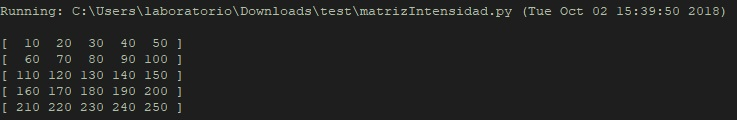 Running: C:\Users\laboratorio\Downloads\test\matrizIntensidad.py (Tue Oct 02 15:39:50 2018)
[  10  20  30  40  50 ]
[  60  70  80  90 100 ]
[ 110 120 130 140 150 ]
[ 160 170 180 190 200 ]
[ 210 220 230 240 250 ]